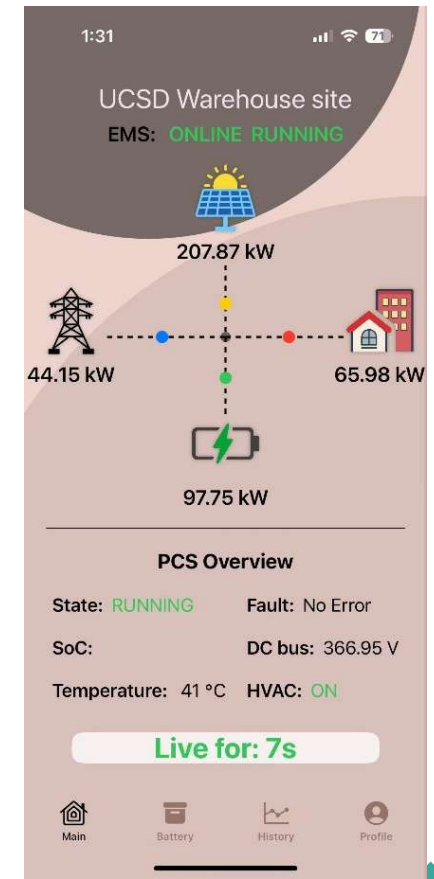 1:31
71
UCSD Warehouse site
EMS: ONLINE RUNNING
207.87 kW
44.15 kW
65.98 kW
97.75 kW
PCS Overview
State: RUNNING Fault: No Error
SoC: DC bus: 366.95 V
Temperature: 41 °C HVAC: ON
Live for: 7s
Main Battery History Profile